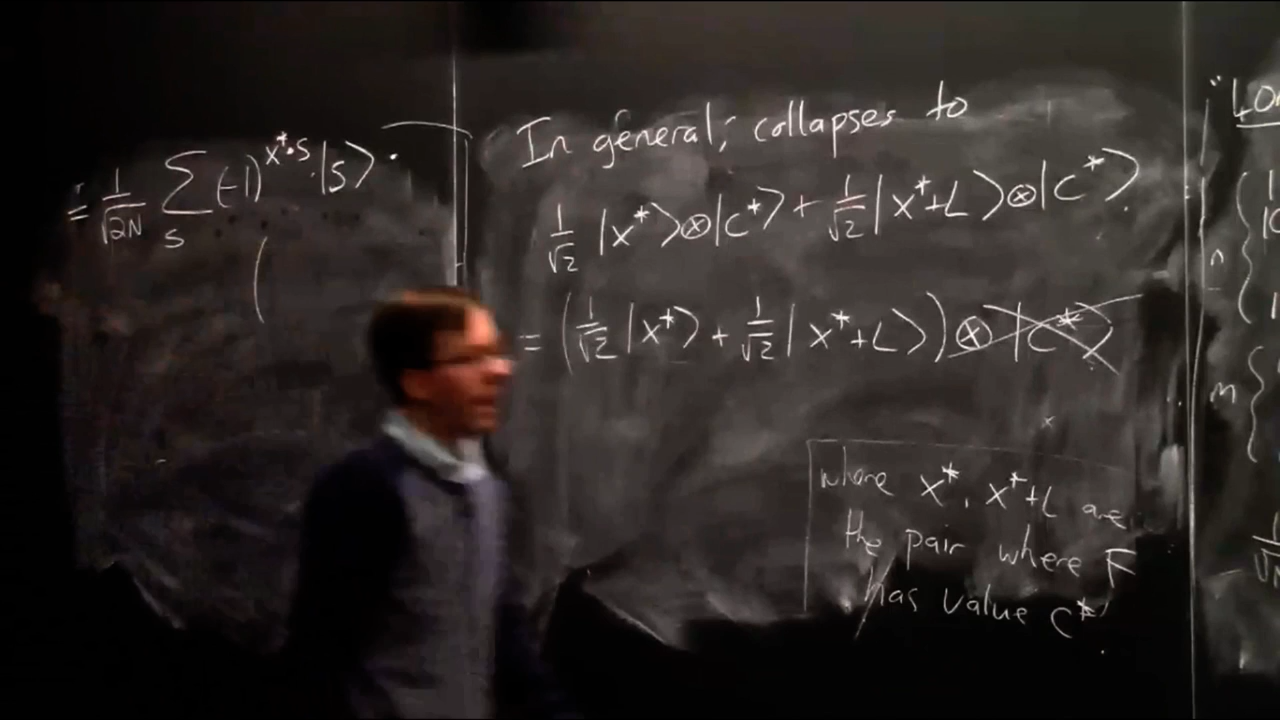 = 1/√2N Σ_S (-1)^{x*·s} |s⟩ ·
(
In general, collapses to
1/√2 |x*⟩⊗|c*⟩ + 1/√2 |x*+L⟩⊗|c*⟩.
= (1/√2 |x*⟩ + 1/√2 |x*+L⟩) ⊗ |c*⟩
where x*, x*+L are
the pair where F
has value c*
n {
m {